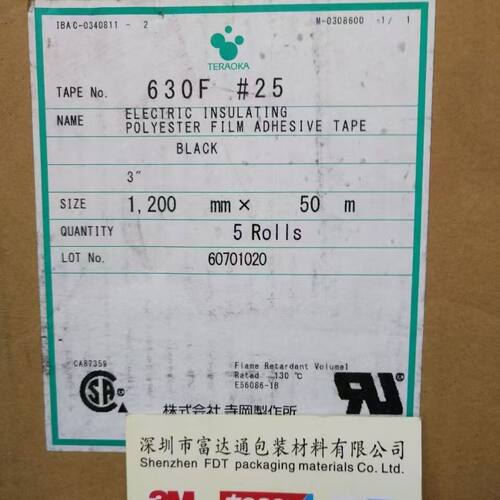 IBAC-0340811 - 2 M-0308600 1/ 1
TERAOKA
TAPE No. 630F #25
NAME ELECTRIC INSULATING
POLYESTER FILM ADHESIVE TAPE
BLACK
3″
SIZE 1,200 mm × 50 m
QUANTITY 5 Rolls
LOT No. 60701020
CA87359
Flame Retardant Volume1
Rated 130 ℃
E56086-1B
SA
株式会社 寺岡製作所
深圳市富达通包装材料有限公司
Shenzhen FDT packaging materials Co. Ltd.
3M